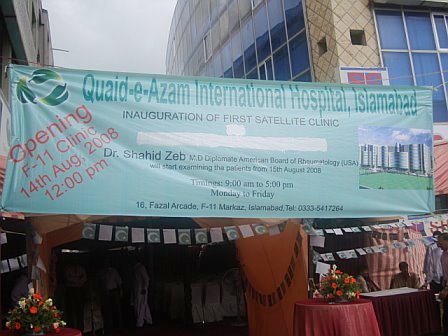 Quaid-e-Azam International Hospital, Islamabad
INAUGURATION OF FIRST SATELLITE CLINIC
Opening
F-11 Clinic
14th Aug, 2008
12:00 pm
Dr. Shahid Zeb M.D Diplomate American Board of Rheumatology (USA)
will start examining the patients from 15th August 2008
Timings: 9:00 am to 5:00 pm
Monday to Friday
16, Fazal Arcade, F-11 Markaz, Islamabad, Tel: 0333-5417264